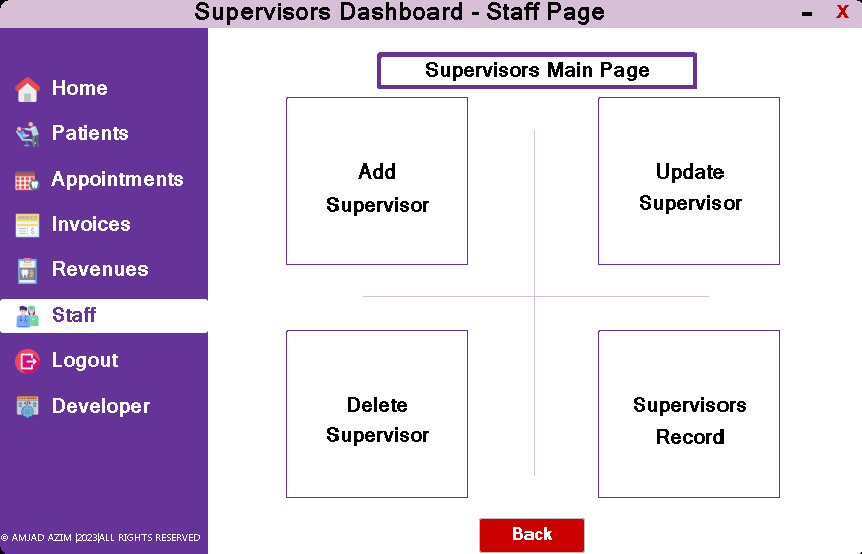 Supervisors Dashboard - Staff Page
X
Home
Patients
Appointments
Invoices
Revenues
Staff
Logout
Developer
© AMJAD AZIM |2023|ALL RIGHTS RESERVED
Supervisors Main Page
Add
Supervisor
Update
Supervisor
Delete
Supervisor
Supervisors
Record
Back